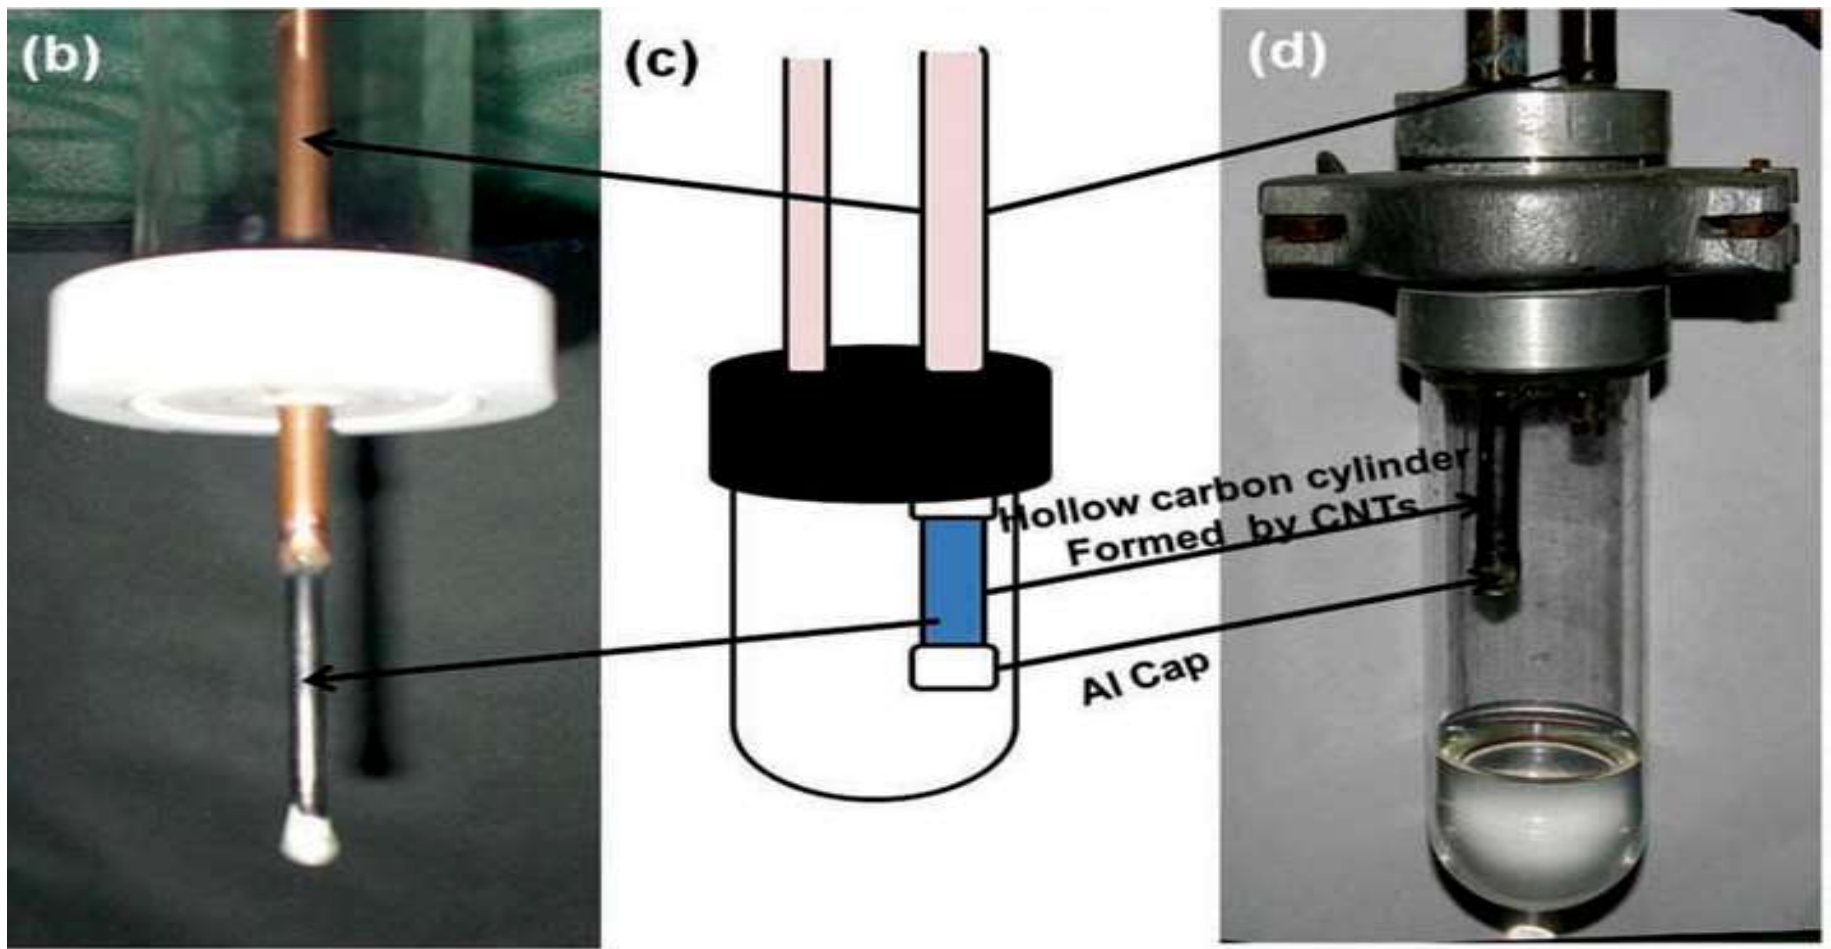 (b)
(c)
(d)
Hollow carbon cylinder
Formed by CNTs
Al Cap